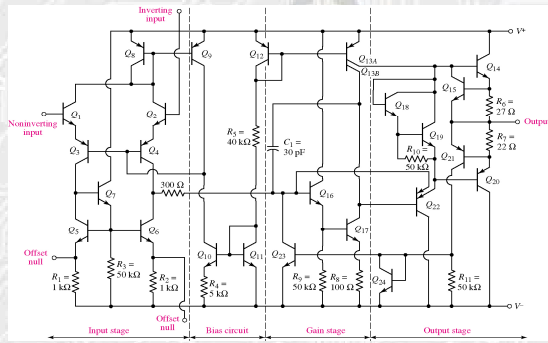 Inverting
input
V+
Q8
Q9
Q12
Q13A
Q13B
Q14
Q15
Q18
Q1
Q2
R5 =
40 kΩ
C1 =
30 pF
R6 =
27 Ω
Noninverting
input
Output
Q3
Q4
Q19
R10 =
50 kΩ
Q21
R7 =
22 Ω
Q7
300 Ω
Q16
Q20
Q22
Q5
Q6
Q17
Offset
null
Q10
Q11
Q23
Q24
R1 =
1 kΩ
R3 =
50 kΩ
R2 =
1 kΩ
R4 =
5 kΩ
R9 =
50 kΩ
R8 =
100 Ω
R11 =
50 kΩ
V−
Offset
null
Input stage
Bias circuit
Gain stage
Output stage